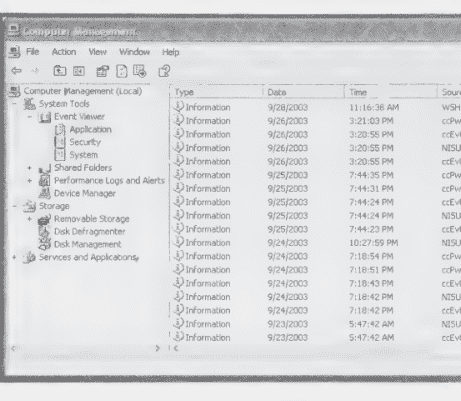 Computer Management
File Action View Window Help
Computer Management (Local)
System Tools
Event Viewer
Application
Security
System
Shared Folders
Performance Logs and Alerts
Device Manager
Storage
Removable Storage
Disk Defragmenter
Disk Management
Services and Applications
Type Date Time Sourc
Information 9/28/2003 11:16:38 AM WSH
Information 9/26/2003 3:21:03 PM ccPw
Information 9/26/2003 3:20:55 PM ccEv
Information 9/26/2003 3:20:55 PM NISU
Information 9/26/2003 3:20:55 PM ccEv
Information 9/25/2003 7:44:35 PM ccPw
Information 9/25/2003 7:44:31 PM ccPw
Information 9/25/2003 7:44:24 PM ccEv
Information 9/25/2003 7:44:24 PM NISU
Information 9/25/2003 7:44:23 PM ccEv
Information 9/24/2003 10:27:59 PM NISU
Information 9/24/2003 7:18:54 PM ccPw
Information 9/24/2003 7:18:51 PM ccPw
Information 9/24/2003 7:18:43 PM ccEv
Information 9/24/2003 7:18:42 PM NISU
Information 9/24/2003 7:18:42 PM ccEv
Information 9/23/2003 5:47:42 AM NISU
Information 9/23/2003 5:47:42 AM ccEv